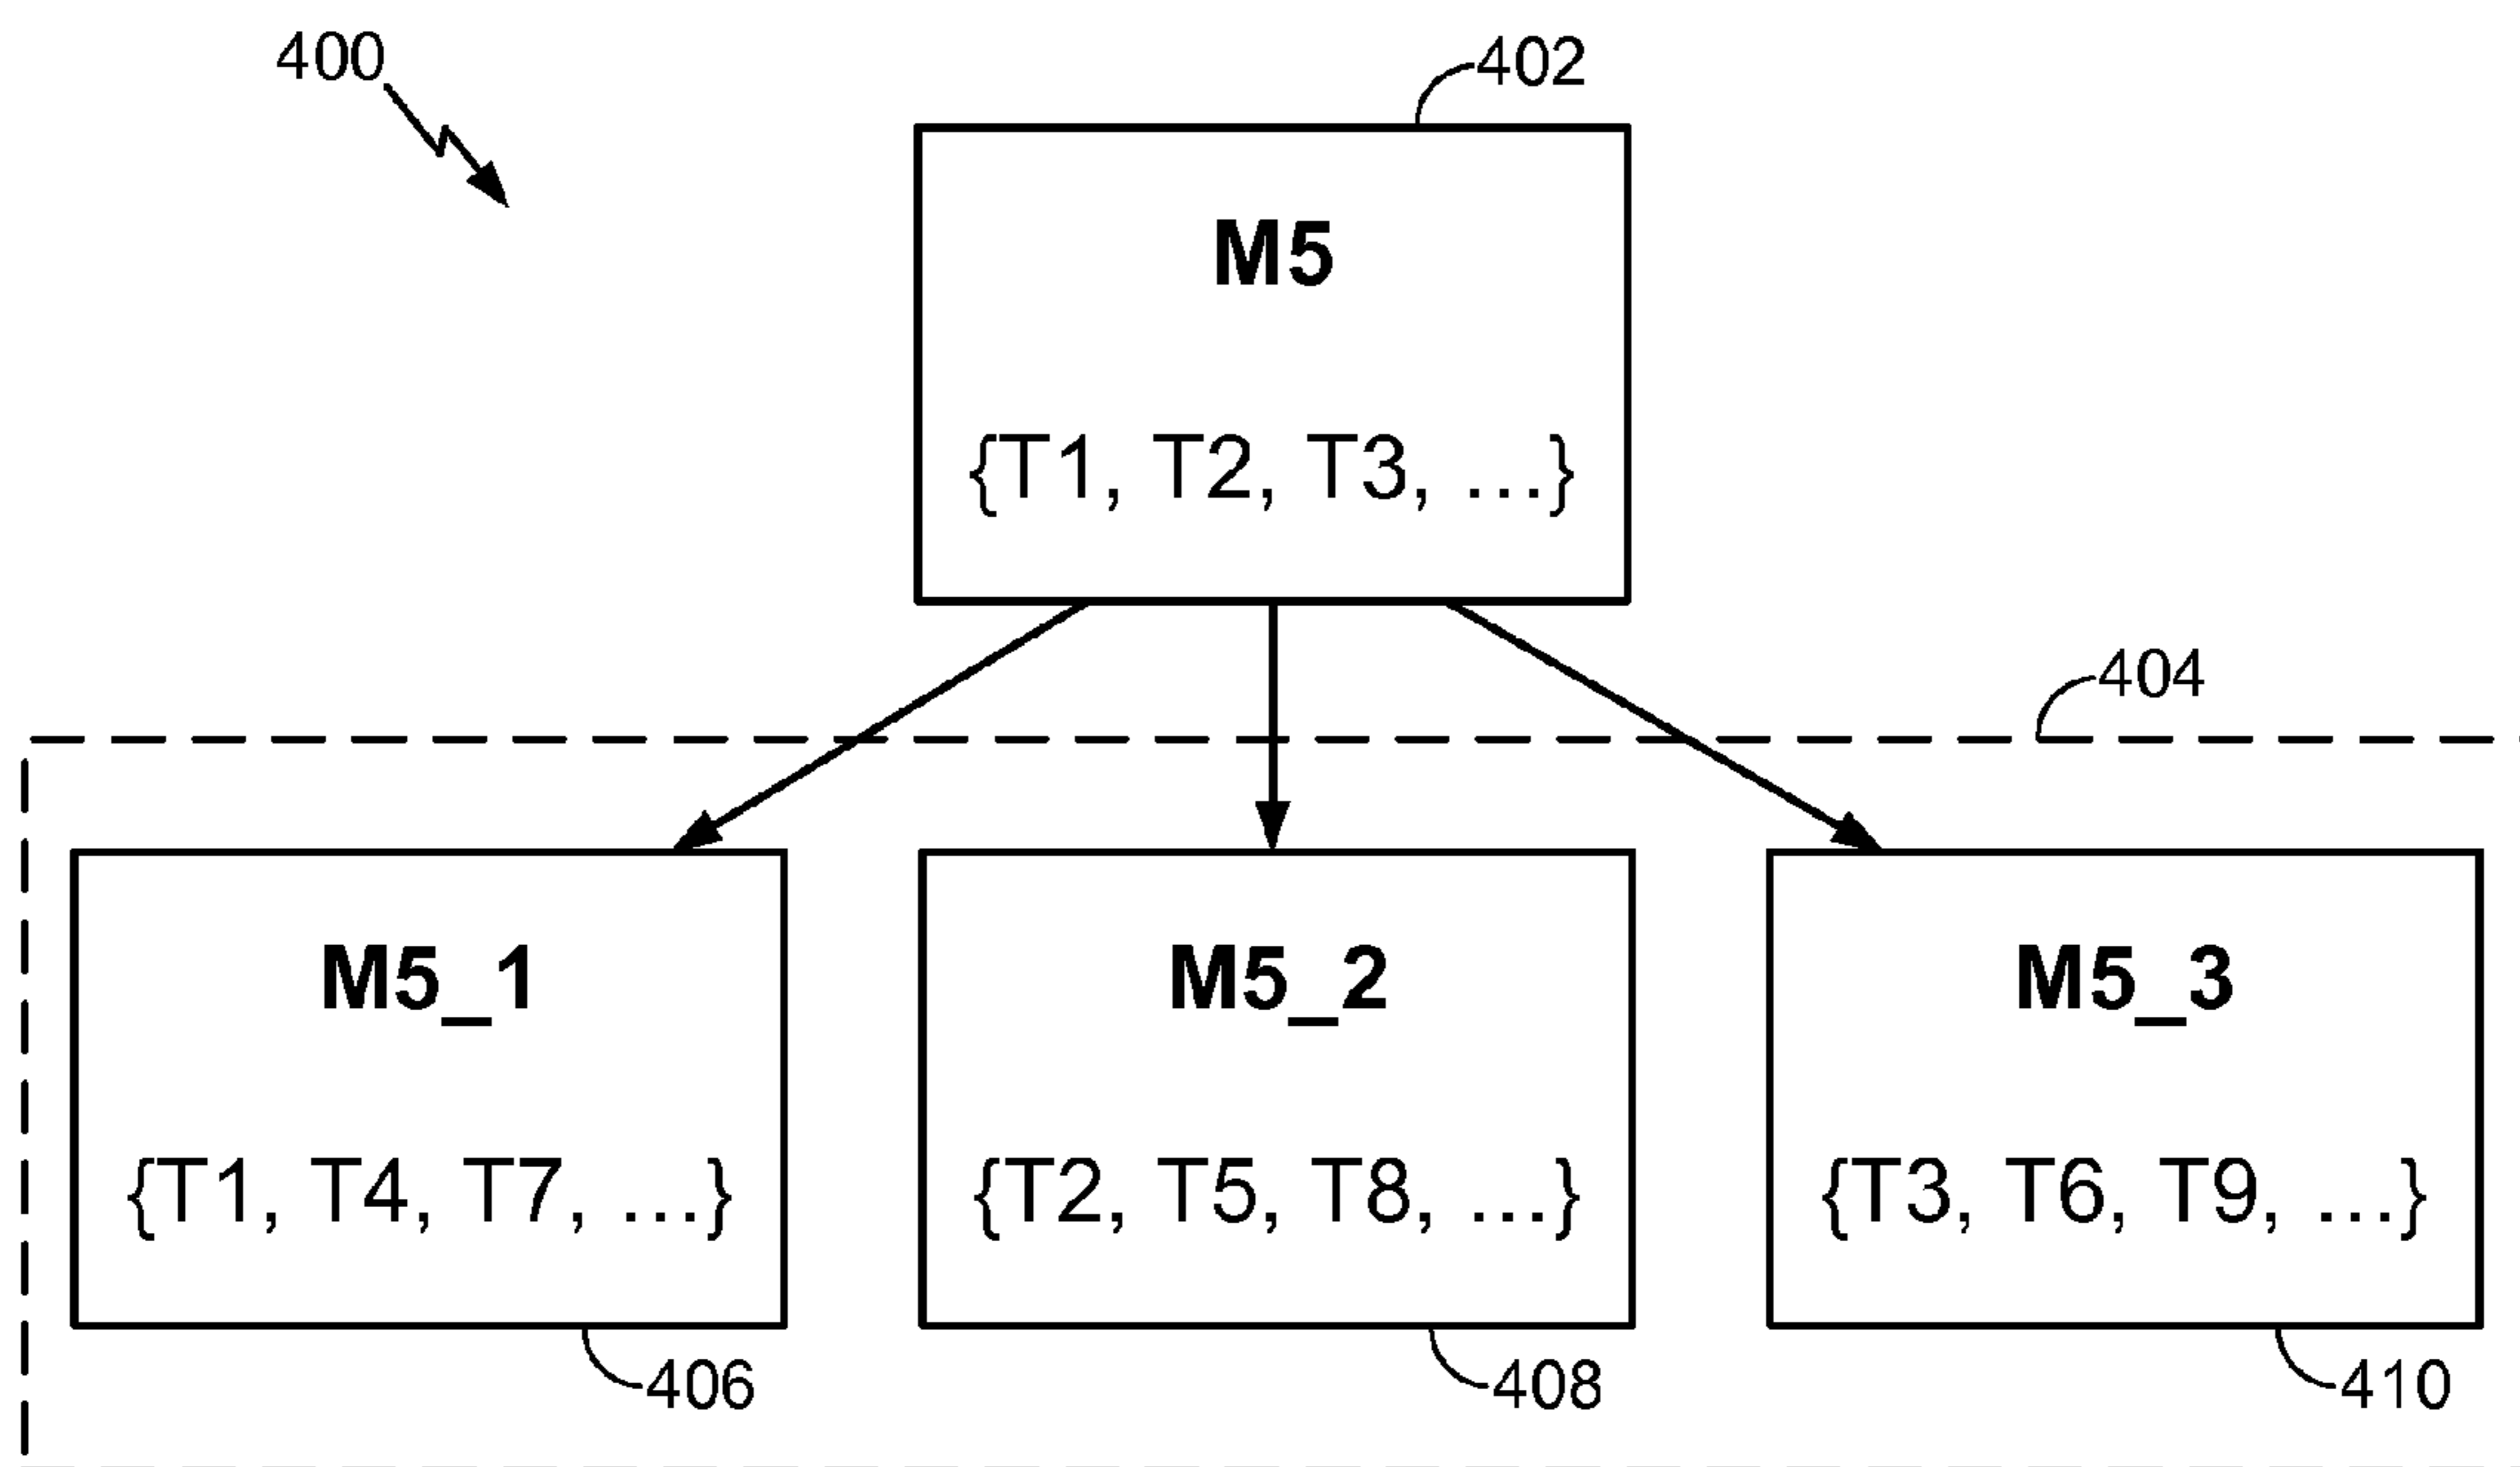 400
402
M5
{T1, T2, T3, ...}
404
M5_1
{T1, T4, T7, ...}
406
M5_2
{T2, T5, T8, ...}
408
M5_3
{T3, T6, T9, ...}
410